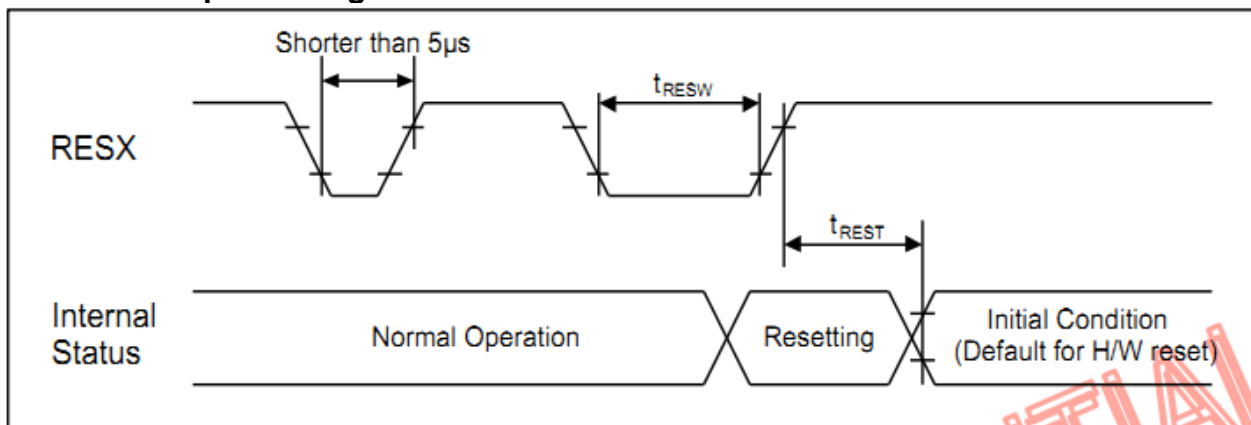 Shorter than 5µs
tRESW
RESX
tREST
Internal
Status
Normal Operation
Resetting
Initial Condition
(Default for H/W reset)